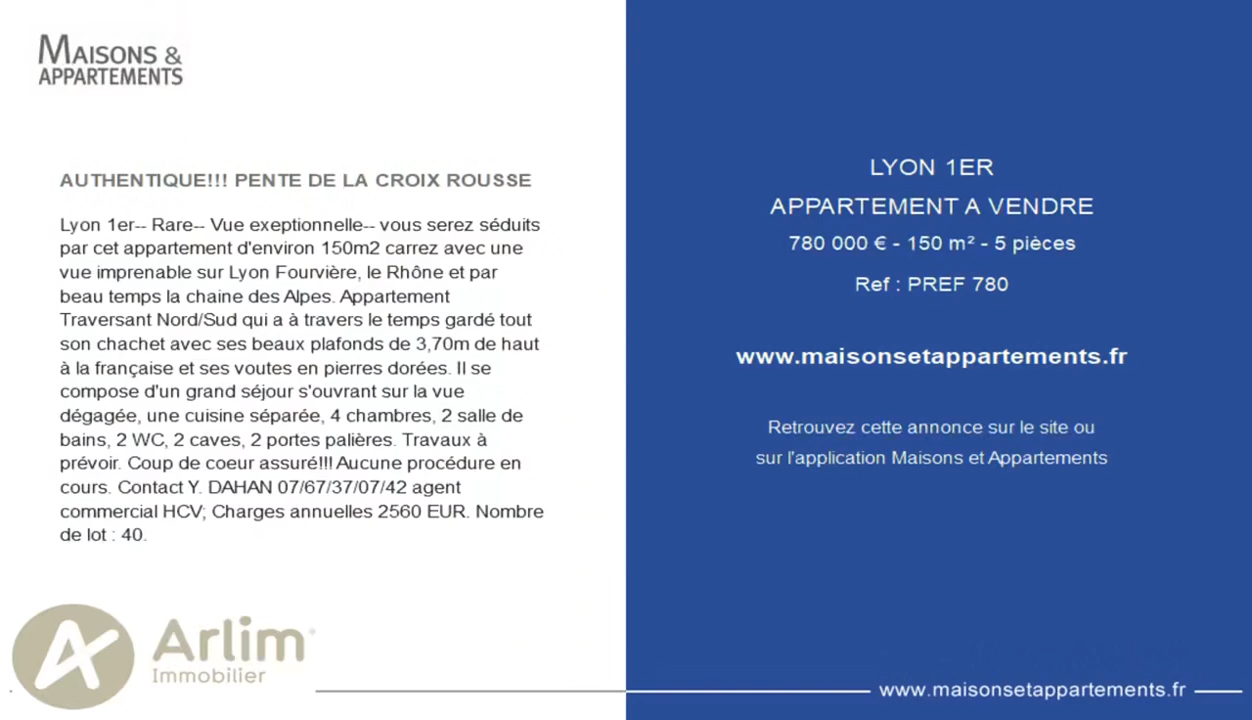 MAISONS &
APPARTEMENTS
AUTHENTIQUE!!! PENTE DE LA CROIX ROUSSE
Lyon 1er-- Rare-- Vue exeptionnelle-- vous serez séduits
par cet appartement d'environ 150m2 carrez avec une
vue imprenable sur Lyon Fourvière, le Rhône et par
beau temps la chaine des Alpes. Appartement
Traversant Nord/Sud qui a à travers le temps gardé tout
son chachet avec ses beaux plafonds de 3,70m de haut
à la française et ses voutes en pierres dorées. Il se
compose d'un grand séjour s'ouvrant sur la vue
dégagée, une cuisine séparée, 4 chambres, 2 salle de
bains, 2 WC, 2 caves, 2 portes palières. Travaux à
prévoir. Coup de coeur assuré!!! Aucune procédure en
cours. Contact Y. DAHAN 07/67/37/07/42 agent
commercial HCV; Charges annuelles 2560 EUR. Nombre
de lot : 40.
Arlim
Immobilier
LYON 1ER
APPARTEMENT A VENDRE
780 000 € - 150 m² - 5 pièces
Ref : PREF 780
www.maisonsetappartements.fr
Retrouvez cette annonce sur le site ou
sur l'application Maisons et Appartements
www.maisonsetappartements.fr